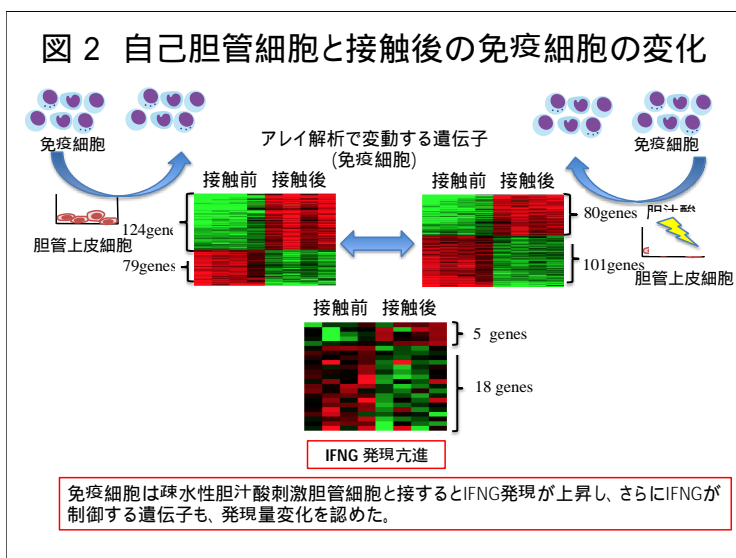 図 2 自己胆管細胞と接触後の免疫細胞の変化
免疫細胞
免疫細胞
アレイ解析で変動する遺伝子
(免疫細胞)
接触前 接触後
接触前 接触後
124gene
79genes
胆管上皮細胞
80genes
101genes
胆汁酸
胆管上皮細胞
接触前 接触後
5 genes
18 genes
IFNG 発現亢進
免疫細胞は疎水性胆汁酸刺激胆管細胞と接するとIFNG発現が上昇し、さらにIFNGが
制御する遺伝子も、発現量変化を認めた。